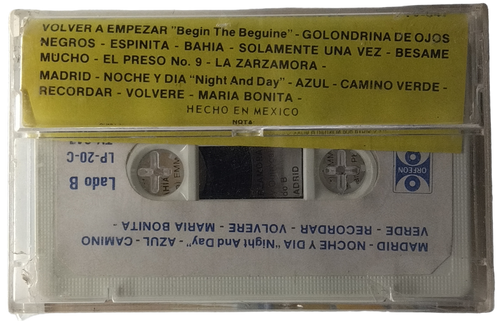 VOLVER A EMPEZAR "Begin The Beguine" - GOLONDRINA DE OJOS
NEGROS - ESPINITA - BAHIA - SOLAMENTE UNA VEZ - BESAME
MUCHO - EL PRESO No. 9 - LA ZARZAMORA -
MADRID - NOCHE Y DIA "Night And Day" - AZUL - CAMINO VERDE -
RECORDAR - VOLVERE - MARIA BONITA -
HECHO EN MEXICO
NOTA
MADRID - NOCHE Y DIA "Night And Day" - AZUL - CAMINO
VERDE - RECORDAR - VOLVERE - MARIA BONITA -
ORFEON
Lado B
LP-20-C